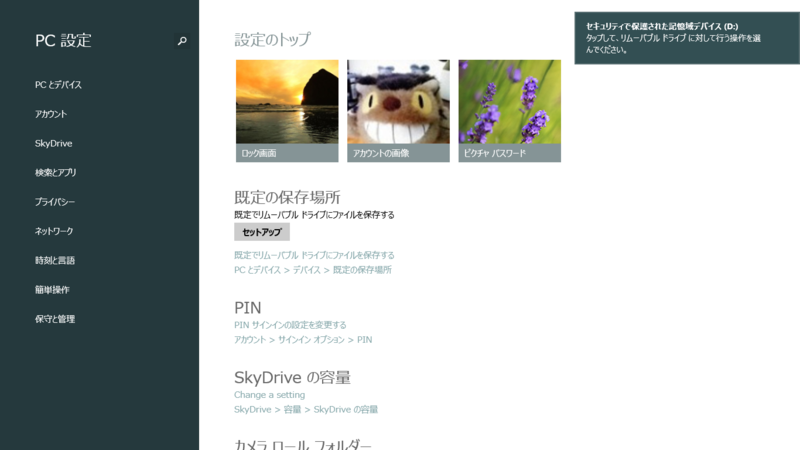 PC 設定
PC とデバイス
アカウント
SkyDrive
検索とアプリ
プライバシー
ネットワーク
時刻と言語
簡単操作
保守と管理
設定のトップ
ロック画面
アカウントの画像
ピクチャ パスワード
既定の保存場所
既定でリムーバブル ドライブにファイルを保存する
セットアップ
既定でリムーバブル ドライブにファイルを保存する
PC とデバイス > デバイス > 既定の保存場所
PIN
PIN サインインの設定を変更する
アカウント > サインイン オプション > PIN
SkyDrive の容量
Change a setting
SkyDrive > 容量 > SkyDrive の容量
カメラ ロール フォルダー
セキュリティで保護された記憶域デバイス (D:)
タップして、リムーバブル ドライブ に対して行う操作を選
んでください。